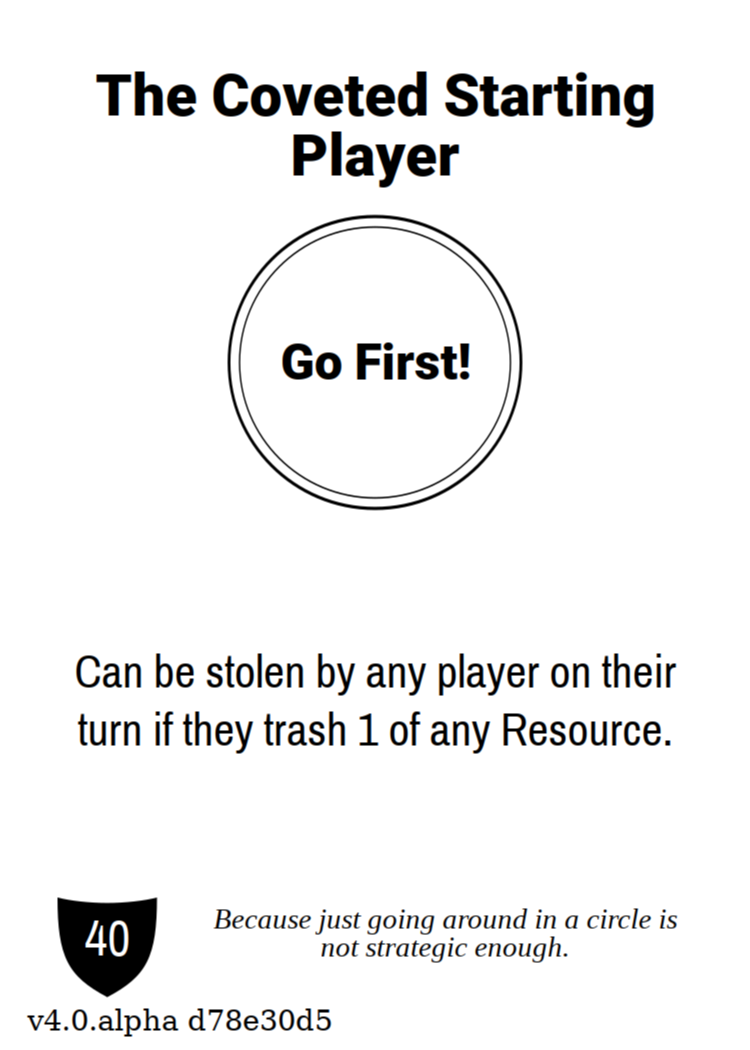 The Coveted Starting
Player
Go First!
Can be stolen by any player on their
turn if they trash 1 of any Resource.
40
Because just going around in a circle is
not strategic enough.
v4.0.alpha d78e30d5